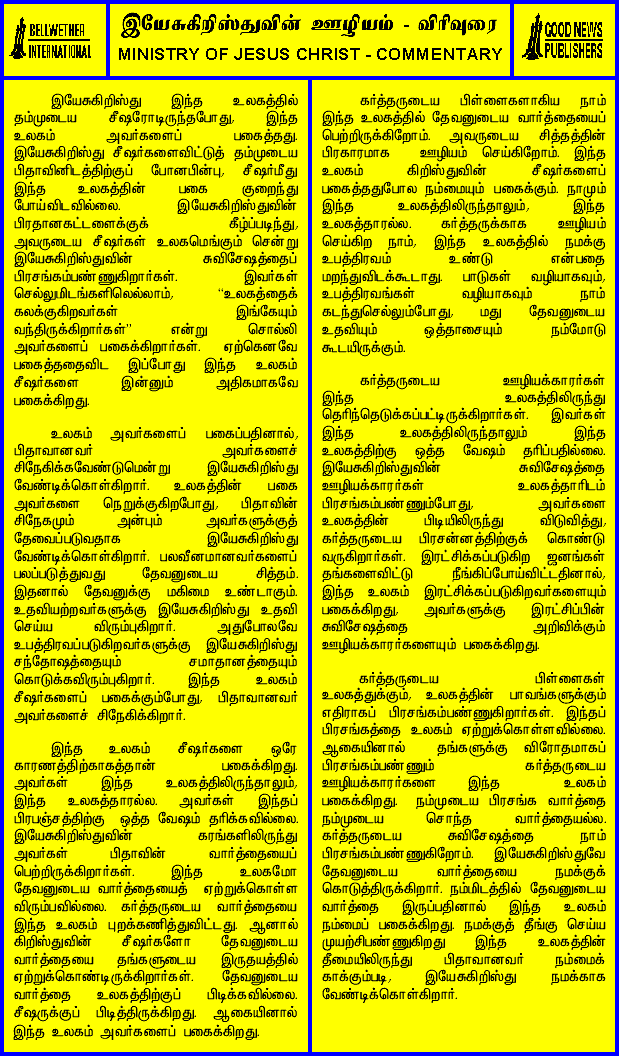 BELLWETHER
INTERNATIONAL
இயேசுகிறிஸ்துவின் ஊழியம் - விரிவுரை
MINISTRY OF JESUS CHRIST - COMMENTARY
GOOD NEWS
PUBLISHERS
இயேசுகிறிஸ்து இந்த உலகத்தில்
தம்முடைய சீஷரோடிருந்தபோது, இந்த
உலகம் அவர்களைப் பகைத்தது.
இயேசுகிறிஸ்து சீஷர்களைவிட்டுத் தம்முடைய
பிதாவினிடத்திற்குப் போனபின்பு, சீஷர்மீது
இந்த உலகத்தின் பகை குறைந்து
போய்விடவில்லை. இயேசுகிறிஸ்துவின்
பிரதானகட்டளைக்குக் கீழ்ப்படிந்து,
அவருடைய சீஷர்கள் உலகமெங்கும் சென்று
இயேசுகிறிஸ்துவின் சுவிசேஷத்தைப்
பிரசங்கம்பண்ணுகிறார்கள். இவர்கள்
செல்லுமிடங்களிலெல்லாம், “உலகத்தைக்
கலக்குகிறவர்கள் இங்கேயும்
வந்திருக்கிறார்கள்” என்று சொல்லி
அவர்களைப் பகைக்கிறார்கள். ஏற்கெனவே
பகைத்ததைவிட இப்போது இந்த உலகம்
சீஷர்களை இன்னும் அதிகமாகவே
பகைக்கிறது.
உலகம் அவர்களைப் பகைப்பதினால்,
பிதாவானவர் அவர்களைச்
சிநேகிக்கவேண்டுமென்று இயேசுகிறிஸ்து
வேண்டிக்கொள்கிறார். உலகத்தின் பகை
அவர்களை நெறுக்குகிறபோது, பிதாவின்
சிநேகமும் அன்பும் அவர்களுக்குத்
தேவைப்படுவதாக இயேசுகிறிஸ்து
வேண்டிக்கொள்கிறார். பலவீனமானவர்களைப்
பலப்படுத்துவது தேவனுடைய சித்தம்.
இதனால் தேவனுக்கு மகிமை உண்டாகும்.
உதவியற்றவர்களுக்கு இயேசுகிறிஸ்து உதவி
செய்ய விரும்புகிறார். அதுபோலவே
உபத்திரவப்படுகிறவர்களுக்கு இயேசுகிறிஸ்து
சந்தோஷத்தையும் சமாதானத்தையும்
கொடுக்கவிரும்புகிறார். இந்த உலகம்
சீஷர்களைப் பகைக்கும்போது, பிதாவானவர்
அவர்களைச் சிநேகிக்கிறார்.
இந்த உலகம் சீஷர்களை ஒரே
காரணத்திற்காகத்தான் பகைக்கிறது.
அவர்கள் இந்த உலகத்திலிருந்தாலும்,
இந்த உலகத்தாரல்ல. அவர்கள் இந்தப்
பிரபஞ்சத்திற்கு ஒத்த வேஷம் தரிக்கவில்லை.
இயேசுகிறிஸ்துவின் கரங்களிலிருந்து
அவர்கள் பிதாவின் வார்த்தையைப்
பெற்றிருக்கிறார்கள். இந்த உலகமோ
தேவனுடைய வார்த்தையைத் ஏற்றுக்கொள்ள
விரும்பவில்லை. கர்த்தருடைய வார்த்தையை
இந்த உலகம் புறக்கணித்துவிட்டது. ஆனால்
கிறிஸ்துவின் சீஷர்களோ தேவனுடைய
வார்த்தையை தங்களுடைய இருதயத்தில்
ஏற்றுக்கொண்டிருக்கிறார்கள். தேவனுடைய
வார்த்தை உலகத்திற்குப் பிடிக்கவில்லை.
சீஷருக்குப் பிடித்திருக்கிறது. ஆகையினால்
இந்த உலகம் அவர்களைப் பகைக்கிறது.
கர்த்தருடைய பிள்ளைகளாகிய நாம்
இந்த உலகத்தில் தேவனுடைய வார்த்தையைப்
பெற்றிருக்கிறோம். அவருடைய சித்தத்தின்
பிரகாரமாக ஊழியம் செய்கிறோம். இந்த
உலகம் கிறிஸ்துவின் சீஷர்களைப்
பகைத்ததுபோல நம்மையும் பகைக்கும். நாமும்
இந்த உலகத்திலிருந்தாலும், இந்த
உலகத்தாரல்ல. கர்த்தருக்காக ஊழியம்
செய்கிற நாம், இந்த உலகத்தில் நமக்கு
உபத்திரவம் உண்டு என்பதை
மறந்துவிடக்கூடாது. பாடுகள் வழியாகவும்,
உபத்திரவங்கள் வழியாகவும் நாம்
கடந்துசெல்லும்போது, மது தேவனுடைய
உதவியும் ஒத்தாசையும் நம்மோடு
கூடயிருக்கும்.
கர்த்தருடைய ஊழியக்காரர்கள்
இந்த உலகத்திலிருந்து
தெரிந்தெடுக்கப்பட்டிருக்கிறார்கள். இவர்கள்
இந்த உலகத்திலிருந்தாலும் இந்த
உலகத்திற்கு ஒத்த வேஷம் தரிப்பதில்லை.
இயேசுகிறிஸ்துவின் சுவிசேஷத்தை
ஊழியக்காரர்கள் உலகத்தாரிடம்
பிரசங்கம்பண்ணும்போது, அவர்களை
உலகத்தின் பிடியிலிருந்து விடுவித்து,
கர்த்தருடைய பிரசன்னத்திற்குக் கொண்டு
வருகிறார்கள். இரட்சிக்கப்படுகிற ஜனங்கள்
தங்களைவிட்டு நீங்கிப்போய்விட்டதினால்,
இந்த உலகம் இரட்சிக்கப்படுகிறவர்களையும்
பகைக்கிறது, அவர்களுக்கு இரட்சிப்பின்
சுவிசேஷத்தை அறிவிக்கும்
ஊழியக்காரர்களையும் பகைக்கிறது.
கர்த்தருடைய பிள்ளைகள்
உலகத்துக்கும், உலகத்தின் பாவங்களுக்கும்
எதிராகப் பிரசங்கம்பண்ணுகிறார்கள். இந்தப்
பிரசங்கத்தை உலகம் ஏற்றுக்கொள்ளவில்லை.
ஆகையினால் தங்களுக்கு விரோதமாகப்
பிரசங்கம்பண்ணும் கர்த்தருடைய
ஊழியக்காரர்களை இந்த உலகம்
பகைக்கிறது. நம்முடைய பிரசங்க வார்த்தை
நம்முடைய சொந்த வார்த்தையல்ல.
கர்த்தருடைய சுவிசேஷத்தை நாம்
பிரசங்கம்பண்ணுகிறோம். இயேசுகிறிஸ்துவே
தேவனுடைய வார்த்தையை நமக்குக்
கொடுத்திருக்கிறார். நம்மிடத்தில் தேவனுடைய
வார்த்தை இருப்பதினால் இந்த உலகம்
நம்மைப் பகைக்கிறது. நமக்குத் தீங்கு செய்ய
முயற்சிபண்ணுகிறது இந்த உலகத்தின்
தீமையிலிருந்து பிதாவானவர் நம்மைக்
காக்கும்படி, இயேசுகிறிஸ்து நமக்காக
வேண்டிக்கொள்கிறார்.